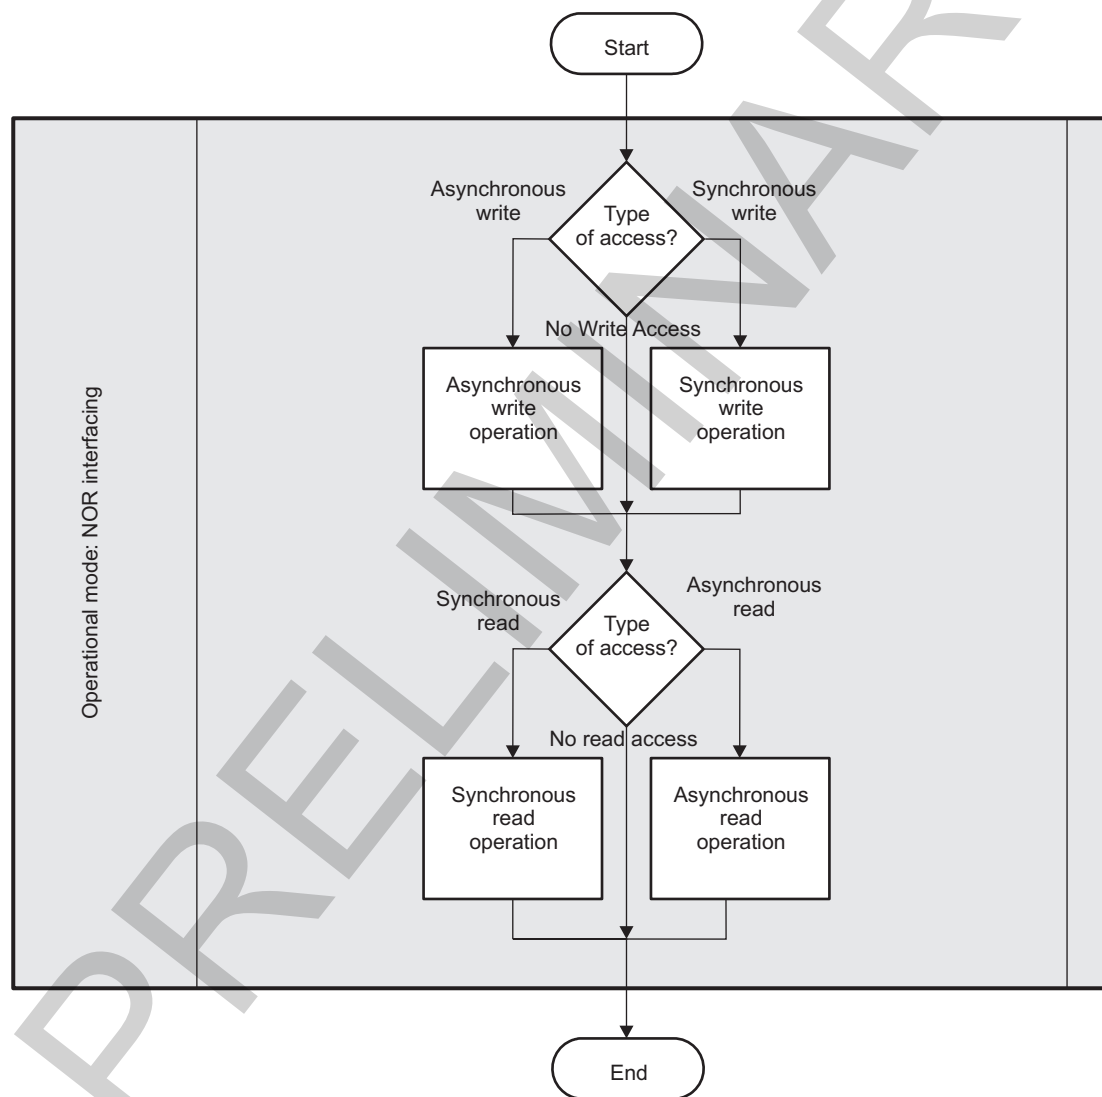 Start
Asynchronous
write
Synchronous
write
Type
of access?
No Write Access
Asynchronous
write
operation
Synchronous
write
operation
Operational mode: NOR interfacing
Synchronous
read
Asynchronous
read
Type
of access?
No read access
Synchronous
read
operation
Asynchronous
read
operation
End
PRELIMINAR